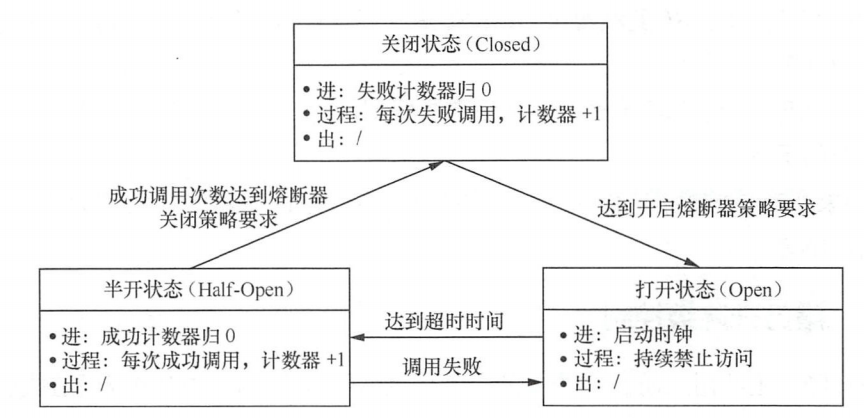 关闭状态（Closed）
• 进：失败计数器归 0
• 过程：每次失败调用，计数器 +1
• 出：/
成功调用次数达到熔断器
关闭策略要求
达到开启熔断器策略要求
半开状态（Half-Open）
• 进：成功计数器归 0
• 过程：每次成功调用，计数器 +1
• 出：/
达到超时时间
调用失败
打开状态（Open）
• 进：启动时钟
• 过程：持续禁止访问
• 出：/